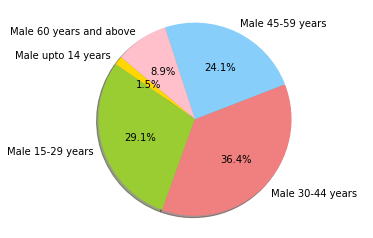 Male 45-59 years
Male 60 years and above
Male upto 14 years
8.9%
24.1%
1.5%
29.1%
Male 15-29 years
36.4%
Male 30-44 years